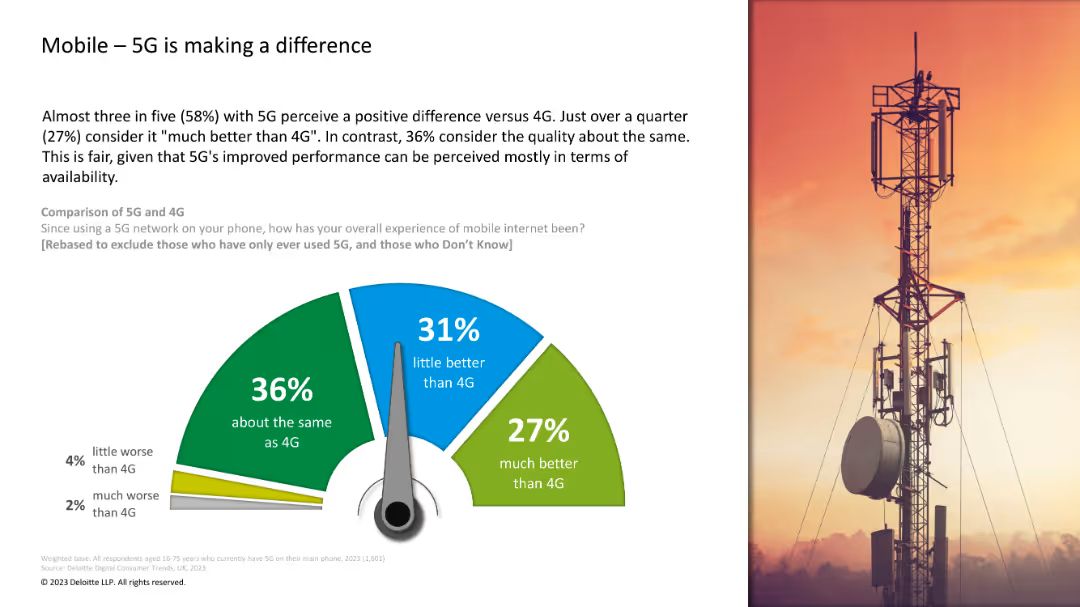 Mobile – 5G is making a difference
Almost three in five (58%) with 5G perceive a positive difference versus 4G. Just over a quarter
(27%) consider it "much better than 4G". In contrast, 36% consider the quality about the same.
This is fair, given that 5G's improved performance can be perceived mostly in terms of
availability.
Comparison of 5G and 4G
Since using a 5G network on your phone, how has your overall experience of mobile internet been?
[Rebased to exclude those who have only ever used 5G, and those who Don't Know]
31%
little better
than 4G
36%
about the same
as 4G
27%
much better
than 4G
4%
little worse
than 4G
2%
much worse
than 4G
Weighted base: All respondents aged 16-75 years who currently have 5G on their main phone, 2023 (1,601)
Source: Deloitte Digital Consumer Trends, UK, 2023
© 2023 Deloitte LLP. All rights reserved.